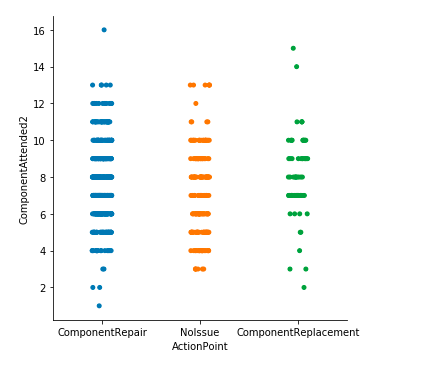 16
14
12
10
8
6
4
2
ComponentAttended2
ComponentRepair NoIssue ComponentReplacement
ActionPoint